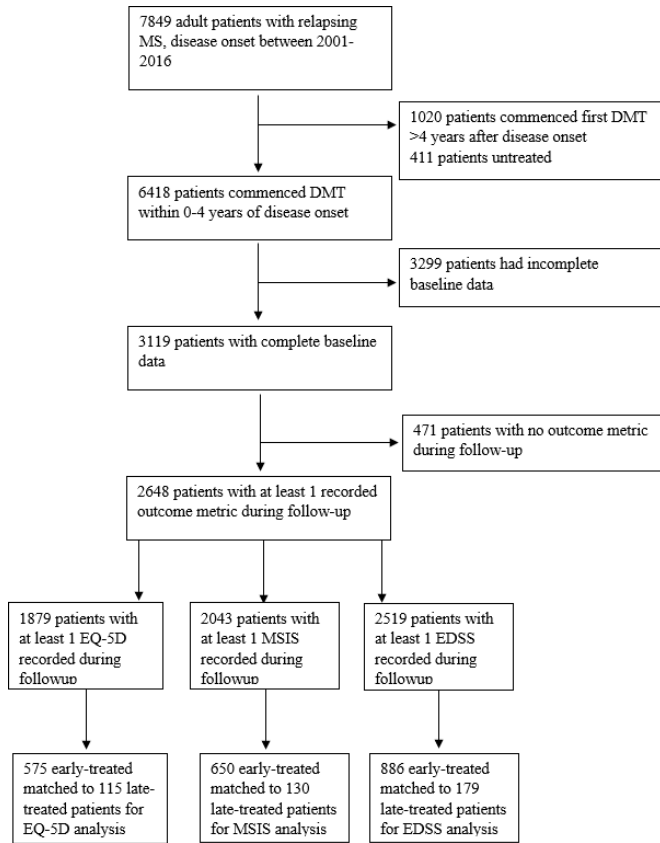 7849 adult patients with relapsing
MS, disease onset between 2001-
2016
1020 patients commenced first DMT
>4 years after disease onset
411 patients untreated
6418 patients commenced DMT
within 0-4 years of disease onset
3299 patients had incomplete
baseline data
3119 patients with complete baseline
data
471 patients with no outcome metric
during follow-up
2648 patients with at least 1 recorded
outcome metric during follow-up
1879 patients with
at least 1 EQ-5D
recorded during
followup
2043 patients with
at least 1 MSIS
recorded during
followup
2519 patients with
at least 1 EDSS
recorded during
followup
575 early-treated
matched to 115 late-
treated patients for
EQ-5D analysis
650 early-treated
matched to 130
late-treated patients
for MSIS analysis
886 early-treated
matched to 179
late-treated patients
for EDSS analysis